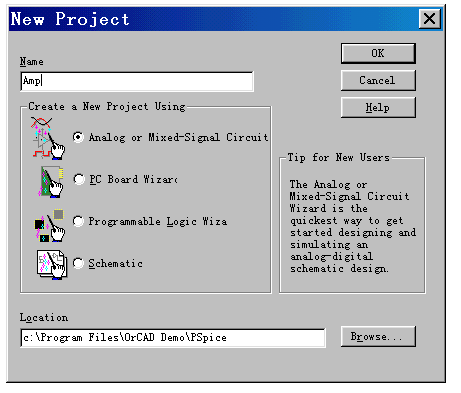 New Project
Name
Amp
OK
Cancel
Help
Create a New Project Using
Analog or Mixed-Signal Circuit
PC Board Wizarc
Programmable Logic Wiza
Schematic
Tip for New Users
The Analog or
Mixed-Signal Circuit
Wizard is the
quickest way to get
started designing and
simulating an
analog-digital
schematic design.
Location
c:\Program Files\OrCAD Demo\PSpice
Browse...